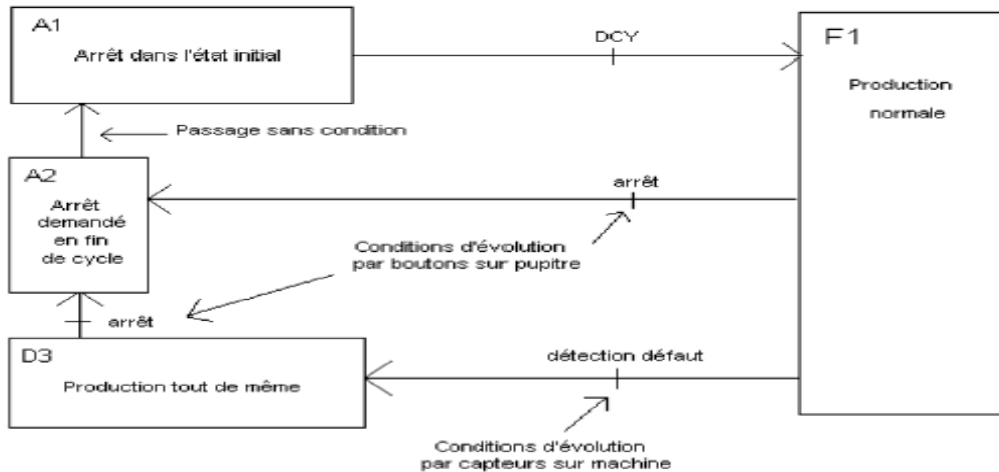 A1
Arrêt dans l'état initial
DCY
F1
Production
normale
Passage sans condition
A2
Arrêt
demandé
en fin
de cycle
arrêt
Conditions d'évolution
par boutons sur pupitre
arrêt
D3
Production tout de même
détection défaut
Conditions d'évolution
par capteurs sur machine